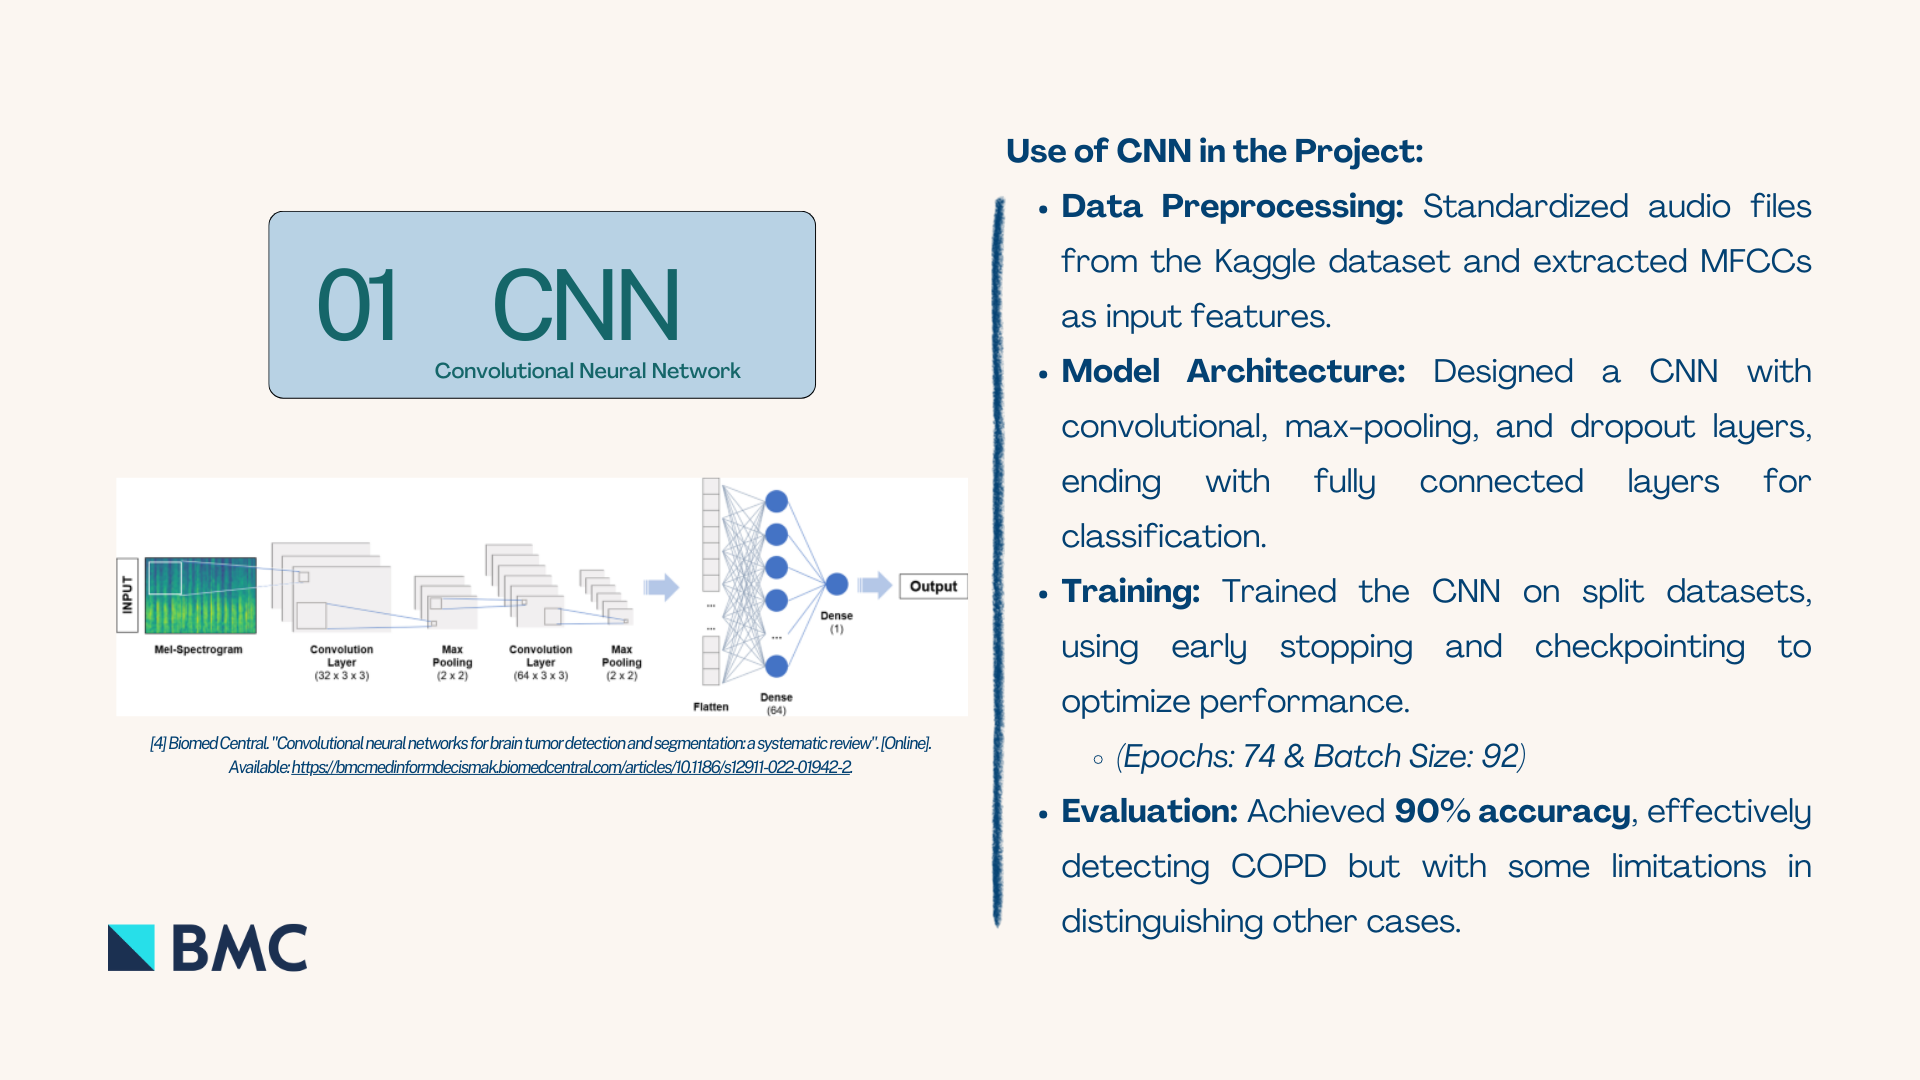 01 CNN
Convolutional Neural Network
INPUT
Mel-Spectrogram
Convolution
Layer
(32 x 3 x 3)
Max
Pooling
(2 x 2)
Convolution
Layer
(64 x 3 x 3)
Max
Pooling
(2 x 2)
...
...
Flatten
...
Dense
(64)
Dense
(1)
Output
[4] Biomed Central. "Convolutional neural networks for brain tumor detection and segmentation: a systematic review". [Online].
Available: https://bmcmedinformdecismak.biomedcentral.com/articles/10.1186/s12911-022-01942-2.
BMC
Use of CNN in the Project:
• Data Preprocessing: Standardized audio files
from the Kaggle dataset and extracted MFCCs
as input features.
• Model Architecture: Designed a CNN with
convolutional, max-pooling, and dropout layers,
ending with fully connected layers for
classification.
• Training: Trained the CNN on split datasets,
using early stopping and checkpointing to
optimize performance.
◦ (Epochs: 74 & Batch Size: 92)
• Evaluation: Achieved 90% accuracy, effectively
detecting COPD but with some limitations in
distinguishing other cases.